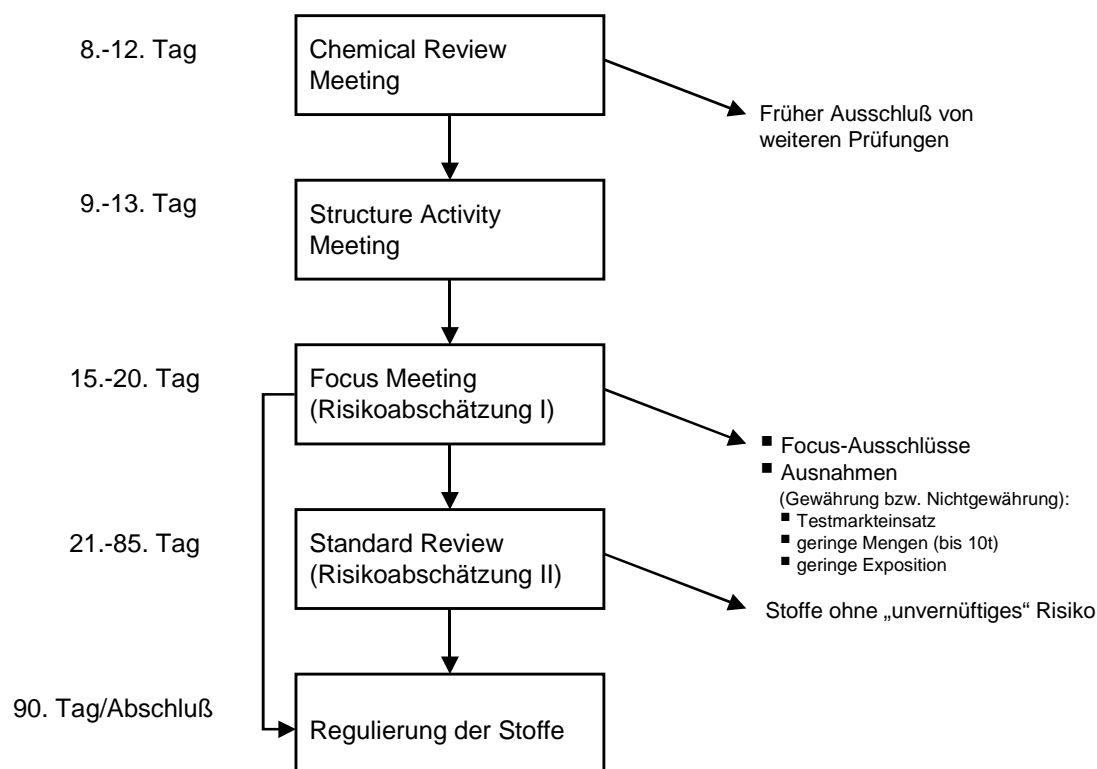 8.-12. Tag
Chemical Review
Meeting
Früher Ausschluß von
weiteren Prüfungen
9.-13. Tag
Structure Activity
Meeting
15.-20. Tag
Focus Meeting
(Risikoabschätzung I)
▪ Focus-Ausschlüsse
▪ Ausnahmen
(Gewährung bzw. Nichtgewährung):
▪ Testmarkteinsatz
▪ geringe Mengen (bis 10t)
▪ geringe Exposition
21.-85. Tag
Standard Review
(Risikoabschätzung II)
Stoffe ohne „unvernüftiges“ Risiko
90. Tag/Abschluß
Regulierung der Stoffe